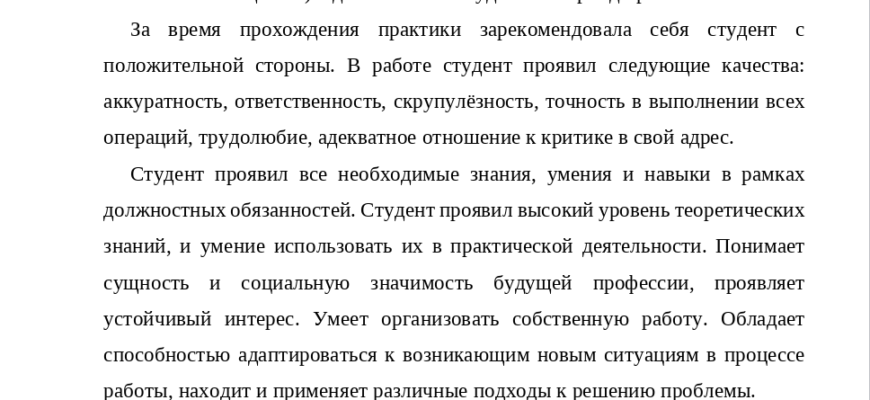 За время прохождения практики зарекомендовала себя студент с
положительной стороны. В работе студент проявил следующие качества:
аккуратность, ответственность, скрупулёзность, точность в выполнении всех
операций, трудолюбие, адекватное отношение к критике в свой адрес.
Студент проявил все необходимые знания, умения и навыки в рамках
должностных обязанностей. Студент проявил высокий уровень теоретических
знаний, и умение использовать их в практической деятельности. Понимает
сущность и социальную значимость будущей профессии, проявляет
устойчивый интерес. Умеет организовать собственную работу. Обладает
способностью адаптироваться к возникающим новым ситуациям в процессе
работы, находит и применяет различные подходы к решению проблемы.